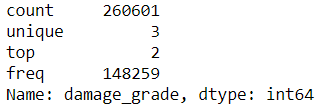 count     260601
unique         3
top            2
freq      148259
Name: damage_grade, dtype: int64